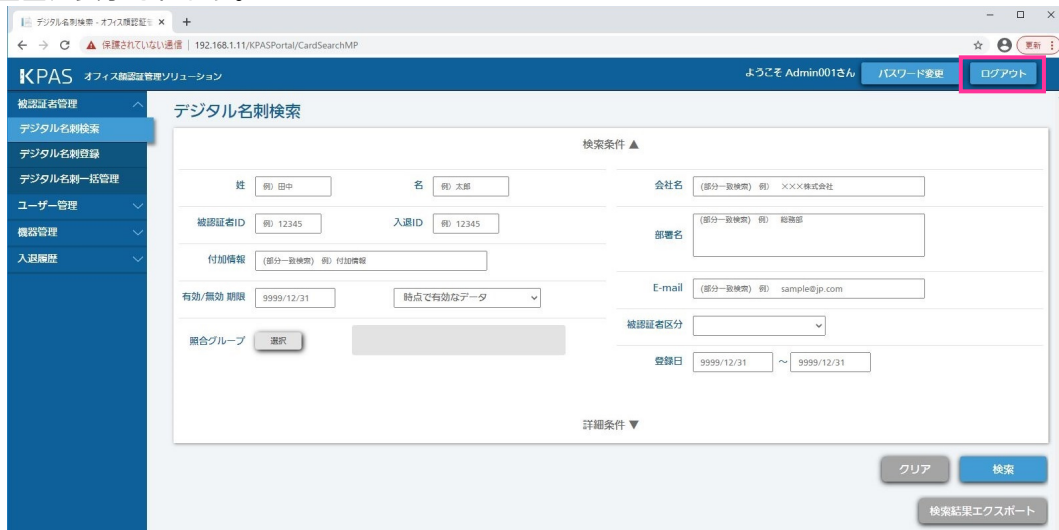 デジタル名刺検索 - オフィス顔認証モ × +
保護されていない通信 | 192.168.1.11/KPASPortal/CardSearchMP 更新
KPAS オフィス顔認証管理ソリューション ようこそ Admin001さん パスワード変更 ログアウト
被認証者管理
デジタル名刺検索
デジタル名刺登録
デジタル名刺一括管理
ユーザー管理
機器管理
入退履歴
デジタル名刺検索
検索条件 ▲
姓 例) 田中 名 例) 太郎 会社名 (部分一致検索) 例) ×××株式会社
被認証者ID 例) 12345 入退ID 例) 12345 部署名 (部分一致検索) 例) 総務部
付加情報 (部分一致検索) 例) 付加情報
E-mail (部分一致検索) 例) sample@jp.com
有効/無効 期限 9999/12/31 時点で有効なデータ
被認証者区分
照合グループ 選択
登録日 9999/12/31 ～ 9999/12/31
詳細条件 ▼
クリア 検索
検索結果エクスポート